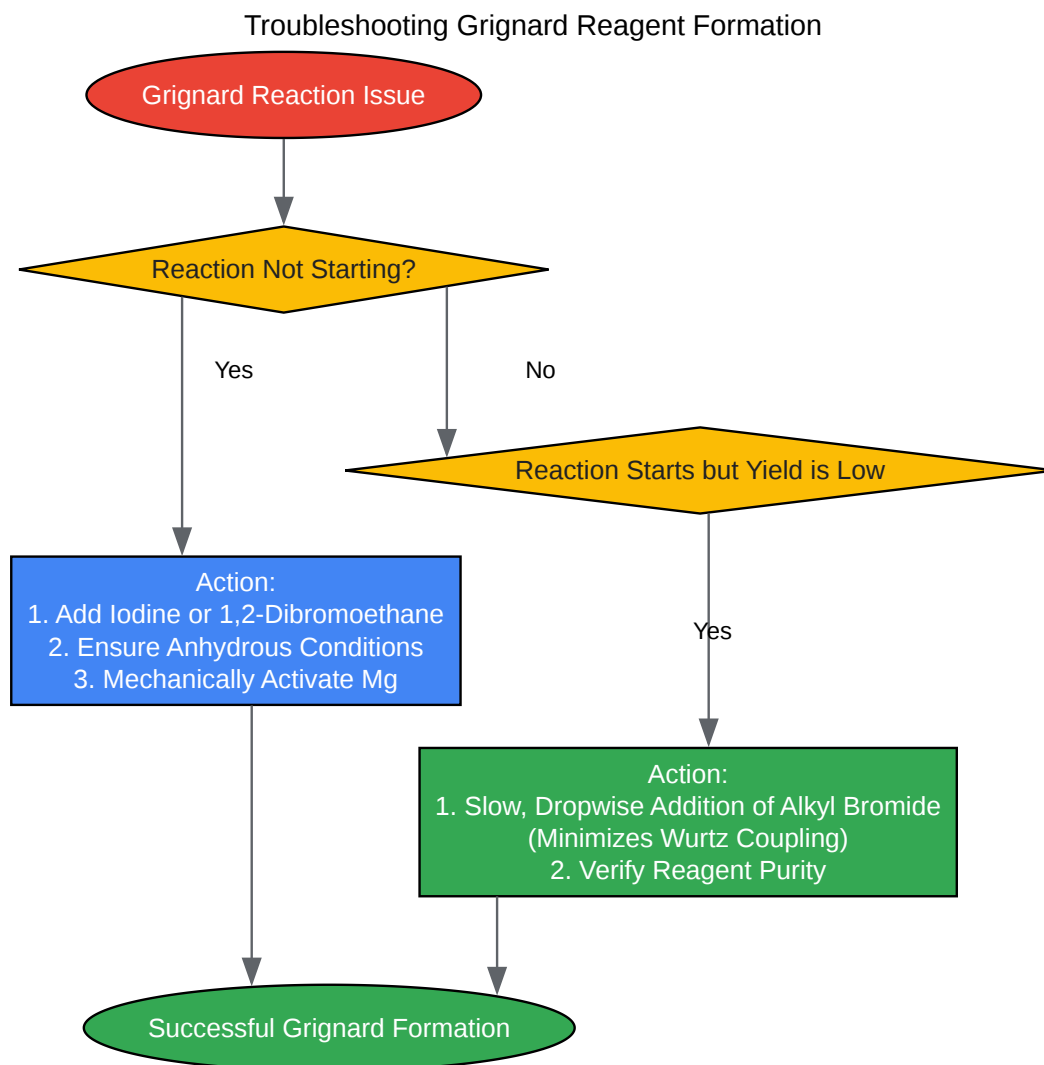 Troubleshooting Grignard Reagent Formation
Grignard Reaction Issue
Reaction Not Starting?
Yes
No
Reaction Starts but Yield is Low
Action:
1. Add Iodine or 1,2-Dibromoethane
2. Ensure Anhydrous Conditions
3. Mechanically Activate Mg
Yes
Action:
1. Slow, Dropwise Addition of Alkyl Bromide
(Minimizes Wurtz Coupling)
2. Verify Reagent Purity
Successful Grignard Formation